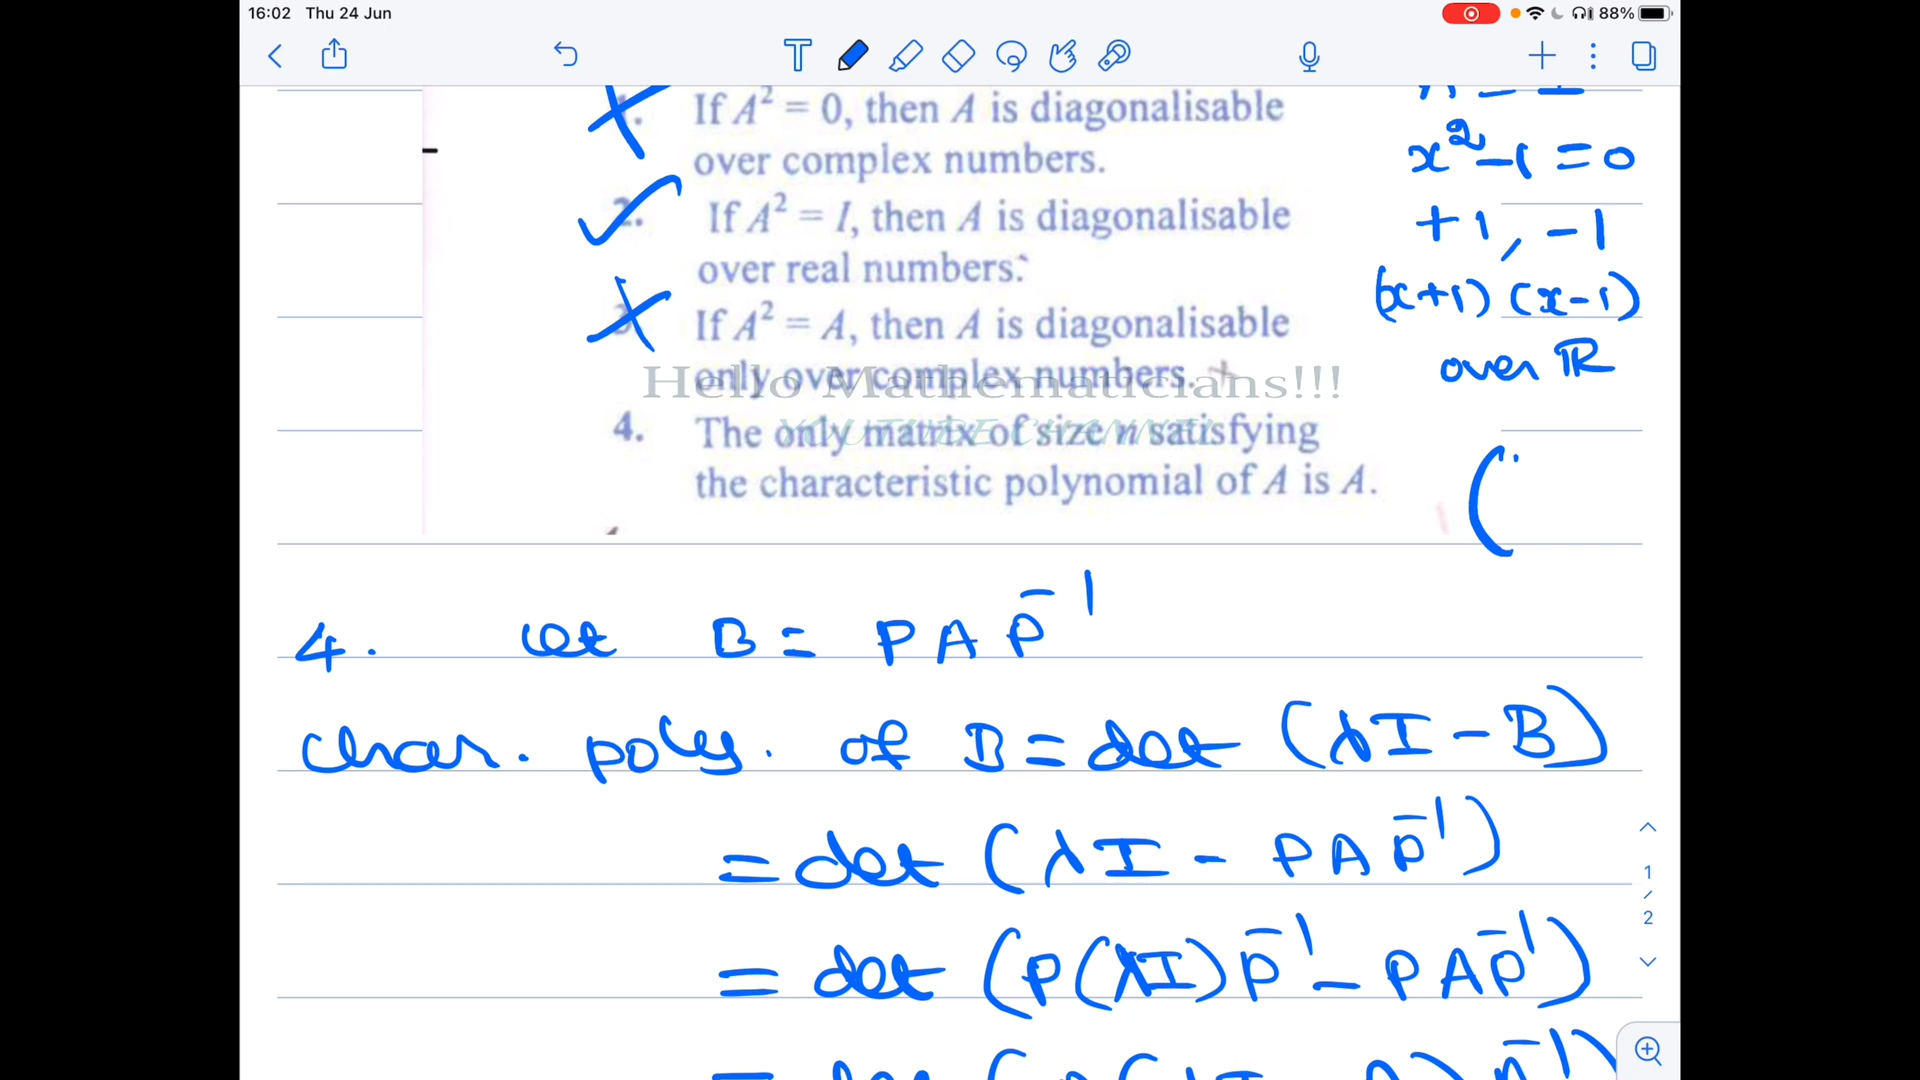 16:02 Thu 24 Jun
88%
If A² = 0, then A is diagonalisable
over complex numbers.
x² - 1 = 0
2. If A² = I, then A is diagonalisable
over real numbers.
+1, -1
(x+1) (x-1)
over ℝ
3. If A² = A, then A is diagonalisable
only over complex numbers.
Hello Mathematicians!!!
4. The only matrix of size n satisfying
the characteristic polynomial of A is A.
YOUTUBE CHANNEL
(
4. Let B = P A P⁻¹
char. poly. of B = det (λI - B)
= det (λI - P A P⁻¹)
= det (P(λI)P⁻¹ - P A P⁻¹)
1
/
2